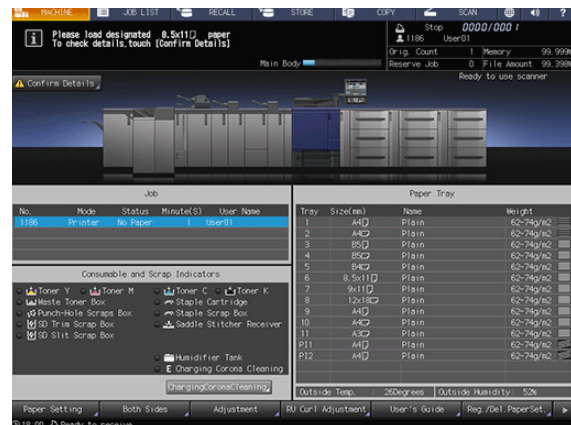 MACHINE JOB LIST RECALL STORE COPY SCAN ?
Please load designated 8.5x11 paper
To check details, touch [Confirm Details]
Main Body
Stop 0000/0001
1186 User01
Orig. Count 1 Memory 99.999%
Reserve Job 0 File Amount 99.398%
Ready to use scanner
Confirm Details
Job
No. Mode Status Minute(S) User Name
1186 Printer No Paper 1 User01
Consumable and Scrap Indicators
Toner Y Toner M Toner C Toner K
Waste Toner Box Staple Cartridge
Punch-Hole Scraps Box Staple Scrap Box
SD Trim Scrap Box Saddle Stitcher Receiver
SD Slit Scrap Box
Humidifier Tank
E Charging Corona Cleaning
ChargingCoronaCleaning
Paper Tray
Tray Size(mm) Name Weight
1 A4 Plain 62-74g/m2
2 A4 Plain 62-74g/m2
3 B5 Plain 62-74g/m2
4 B5 Plain 62-74g/m2
5 B4 Plain 62-74g/m2
6 8.5x11 Plain 62-74g/m2
7 9x11 Plain 62-74g/m2
8 12x18 Plain 62-74g/m2
9 A4 Plain 62-74g/m2
10 A4 Plain 62-74g/m2
11 A3 Plain 62-74g/m2
PI1 A4 Plain 62-74g/m2
PI2 A4 Plain 62-74g/m2
Outside Temp. : 26Degrees Outside Humidity: 52%
Paper Setting Both Sides Adjustment RU Curl Adjustment User's Guide Reg./Del.PaperSet.
Ready to receive